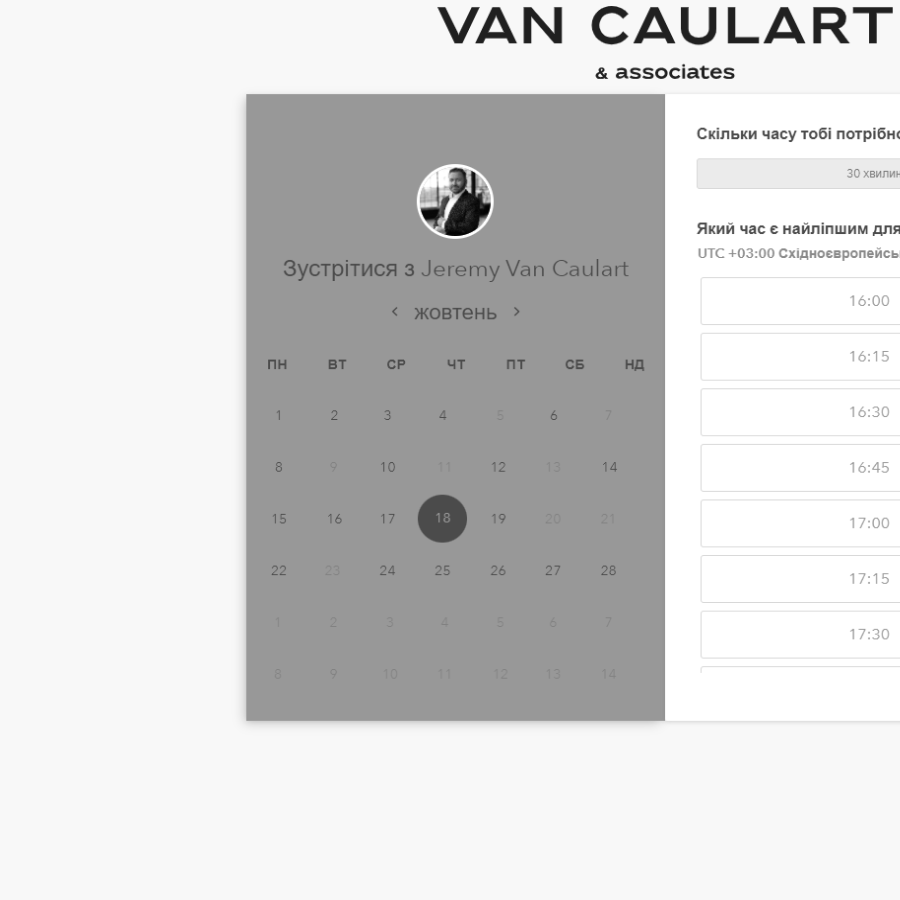 VAN CAULART
& associates
Зустрітися з Jeremy Van Caulart
жовтень
ПН ВТ СР ЧТ ПТ СБ НД
1 2 3 4 5 6 7
8 9 10 11 12 13 14
15 16 17 18 19 20 21
22 23 24 25 26 27 28
1 2 3 4 5 6 7
8 9 10 11 12 13 14
Скільки часу тобі потрібно
30 хвилин
Який час є найліпшим для
UTC +03:00 Східноєвропейсь
16:00
16:15
16:30
16:45
17:00
17:15
17:30